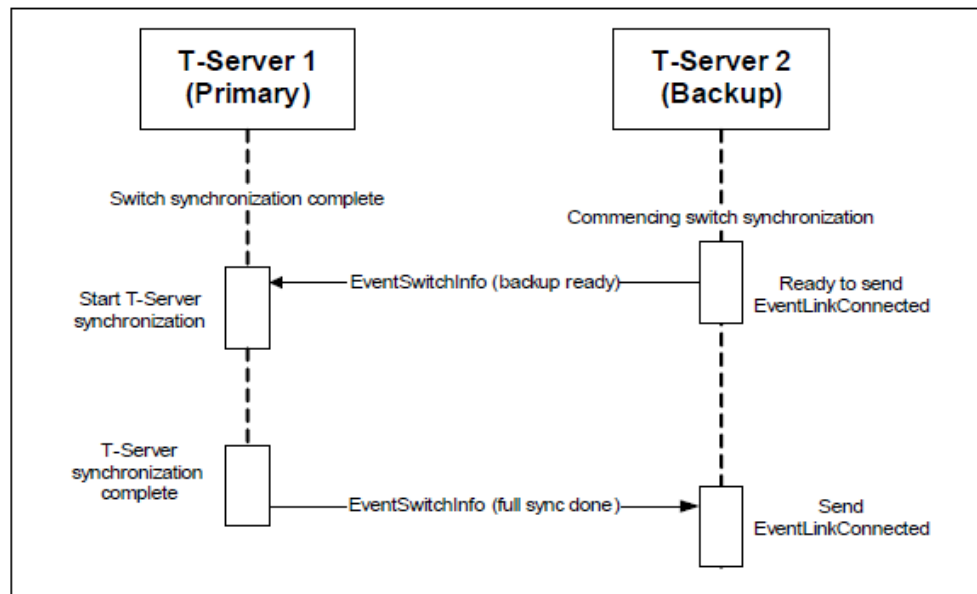 T-Server 1
(Primary)
T-Server 2
(Backup)
Switch synchronization complete
Commencing switch synchronization
EventSwitchInfo (backup ready)
Start T-Server
synchronization
Ready to send
EventLinkConnected
T-Server
synchronization
complete
EventSwitchInfo (full sync done)
Send
EventLinkConnected